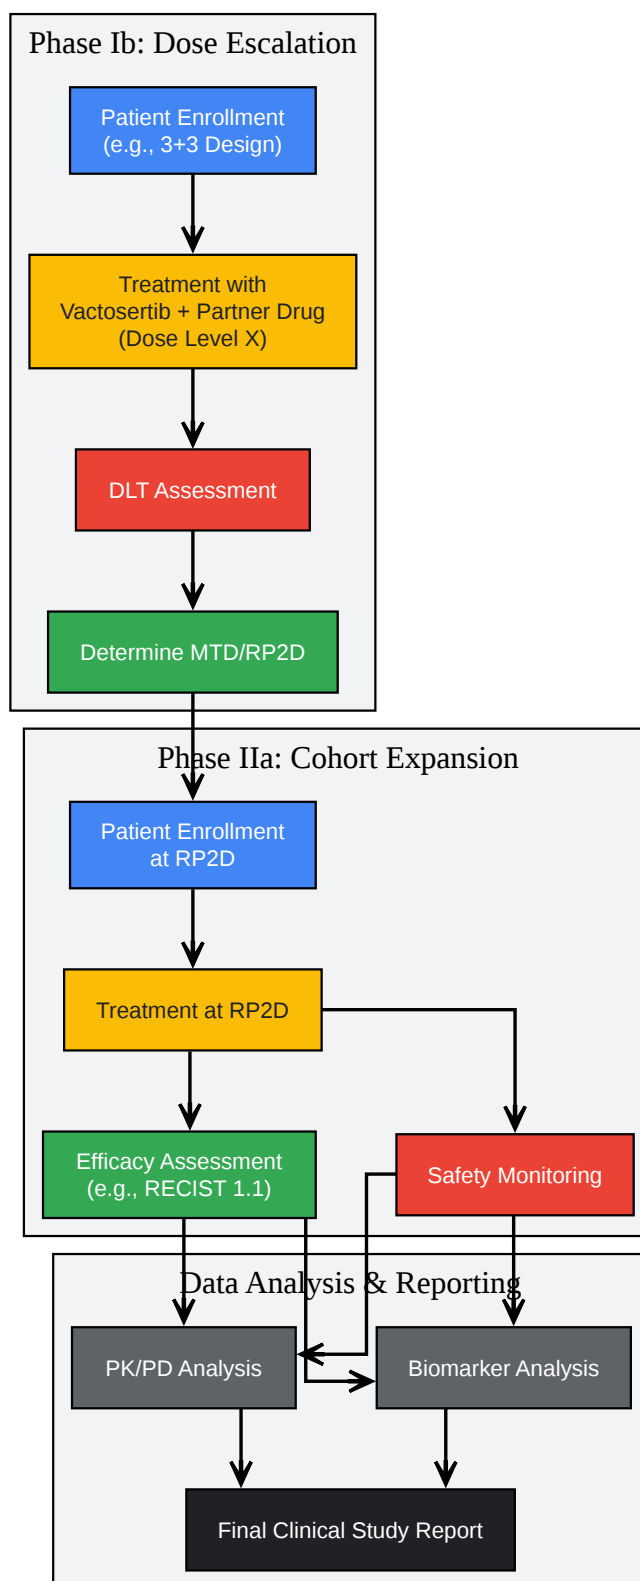 Phase Ib: Dose Escalation
Patient Enrollment
(e.g., 3+3 Design)
Treatment with
Vactosertib + Partner Drug
(Dose Level X)
DLT Assessment
Determine MTD/RP2D
Phase IIa: Cohort Expansion
Patient Enrollment
at RP2D
Treatment at RP2D
Efficacy Assessment
(e.g., RECIST 1.1)
Safety Monitoring
Data Analysis & Reporting
PK/PD Analysis
Biomarker Analysis
Final Clinical Study Report